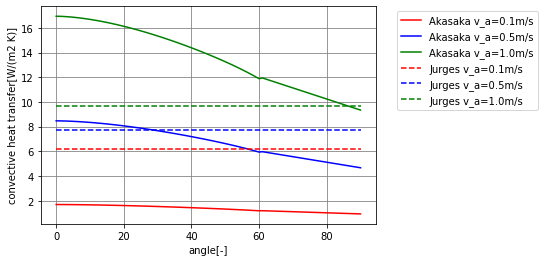 convective heat transfer[W/(m2 K)]
16
14
12
10
8
6
4
2
0
20
40
60
80
angle[-]
Akasaka v_a=0.1m/s
Akasaka v_a=0.5m/s
Akasaka v_a=1.0m/s
Jurges v_a=0.1m/s
Jurges v_a=0.5m/s
Jurges v_a=1.0m/s